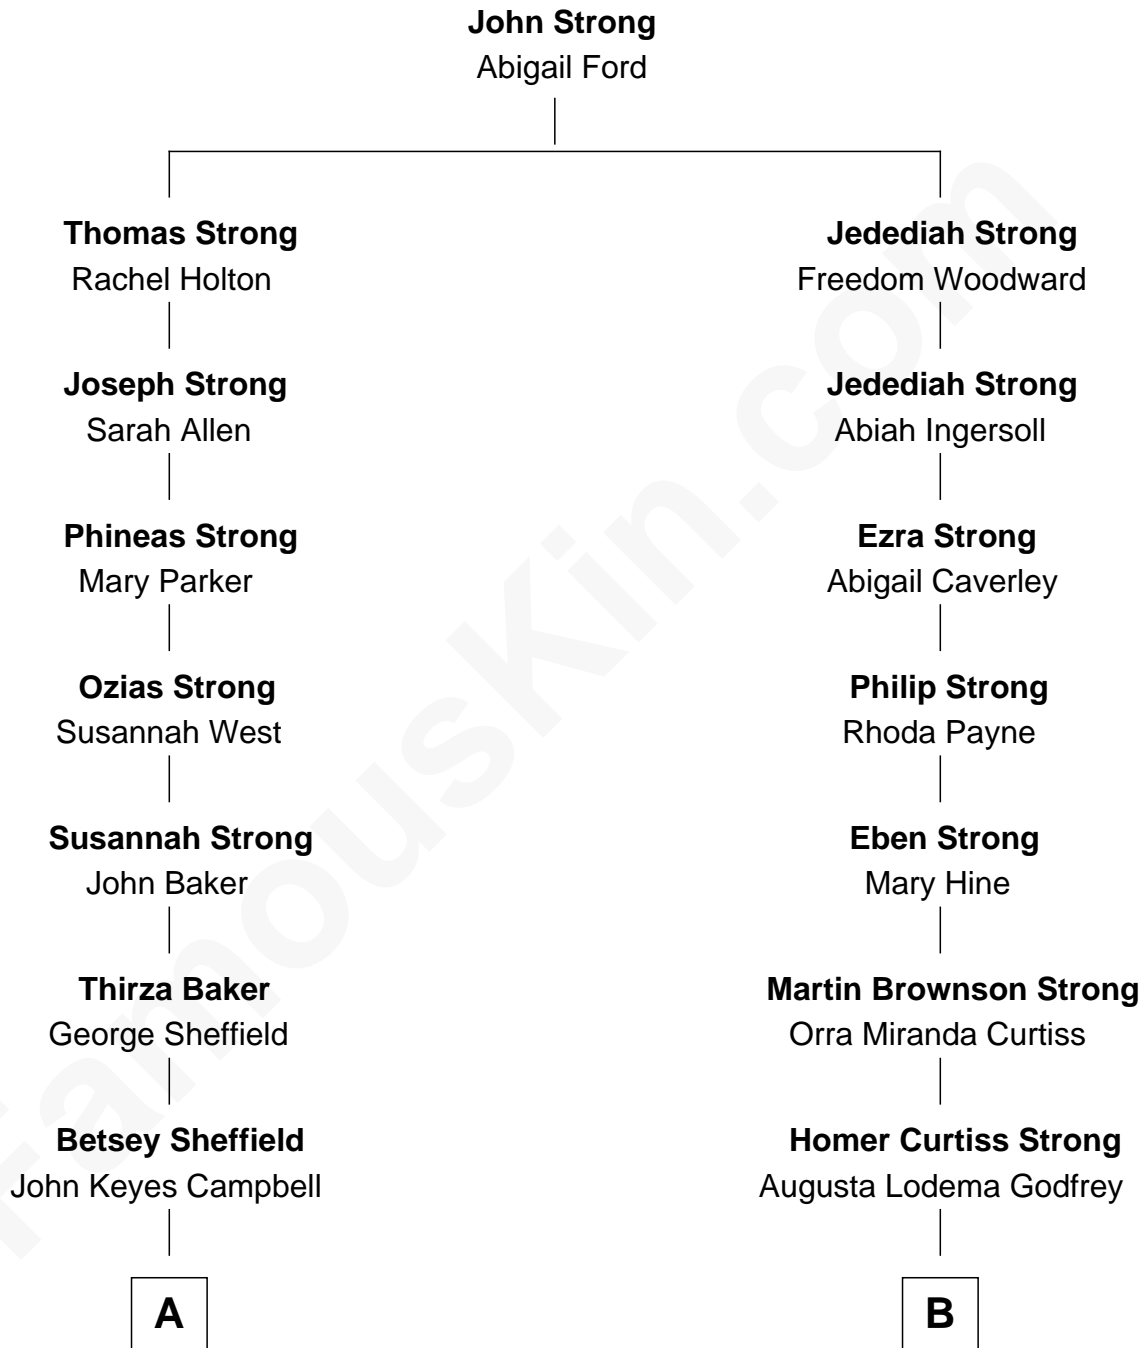 John Strong
Abigail Ford
Thomas Strong
Rachel Holton
Jedediah Strong
Freedom Woodward
Joseph Strong
Sarah Allen
Jedediah Strong
Abiah Ingersoll
Phineas Strong
Mary Parker
Ezra Strong
Abigail Caverley
Ozias Strong
Susannah West
Philip Strong
Rhoda Payne
Susannah Strong
John Baker
Eben Strong
Mary Hine
Thirza Baker
George Sheffield
Martin Brownson Strong
Orra Miranda Curtiss
Betsey Sheffield
John Keyes Campbell
Homer Curtiss Strong
Augusta Lodema Godfrey
A
B
FamousKin.com